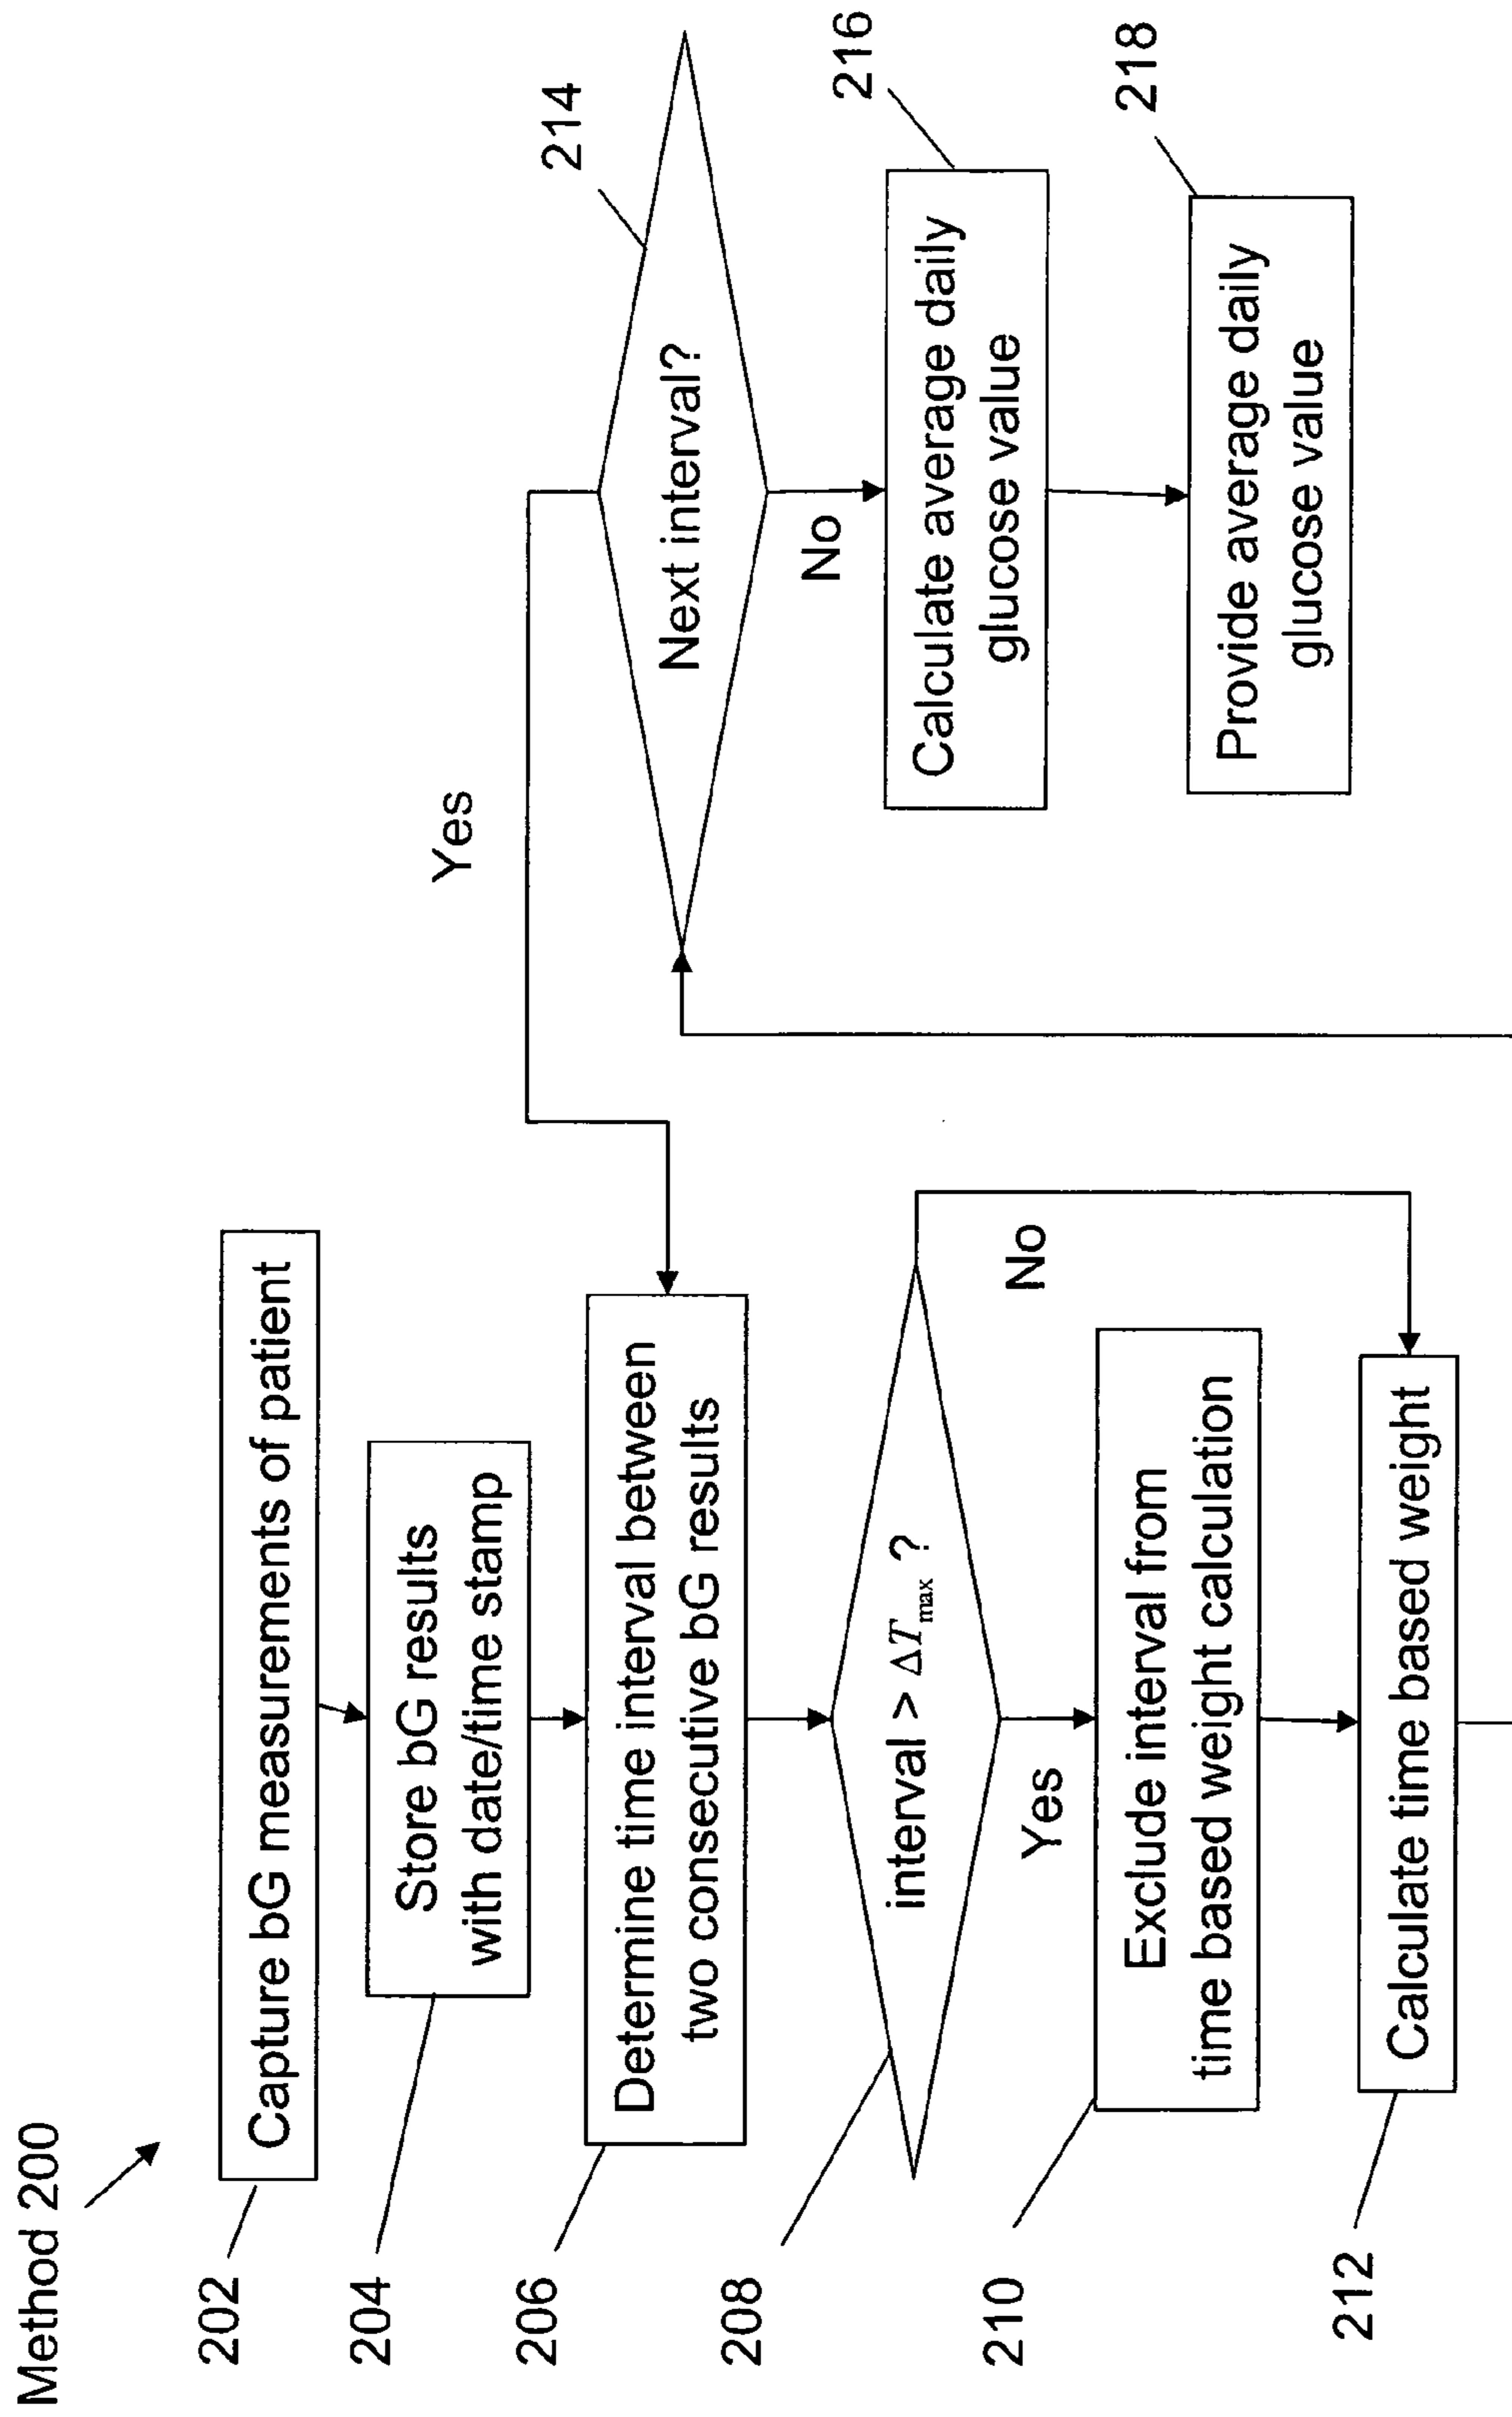 Method 200
202
Capture bG measurements of patient
204
Store bG results
with date/time stamp
206
Determine time interval between
two consecutive bG results
208
interval > ΔTmax ?
Yes
No
210
Exclude interval from
time based weight calculation
212
Calculate time based weight
Yes
214
Next interval?
No
216
Calculate average daily
glucose value
218
Provide average daily
glucose value